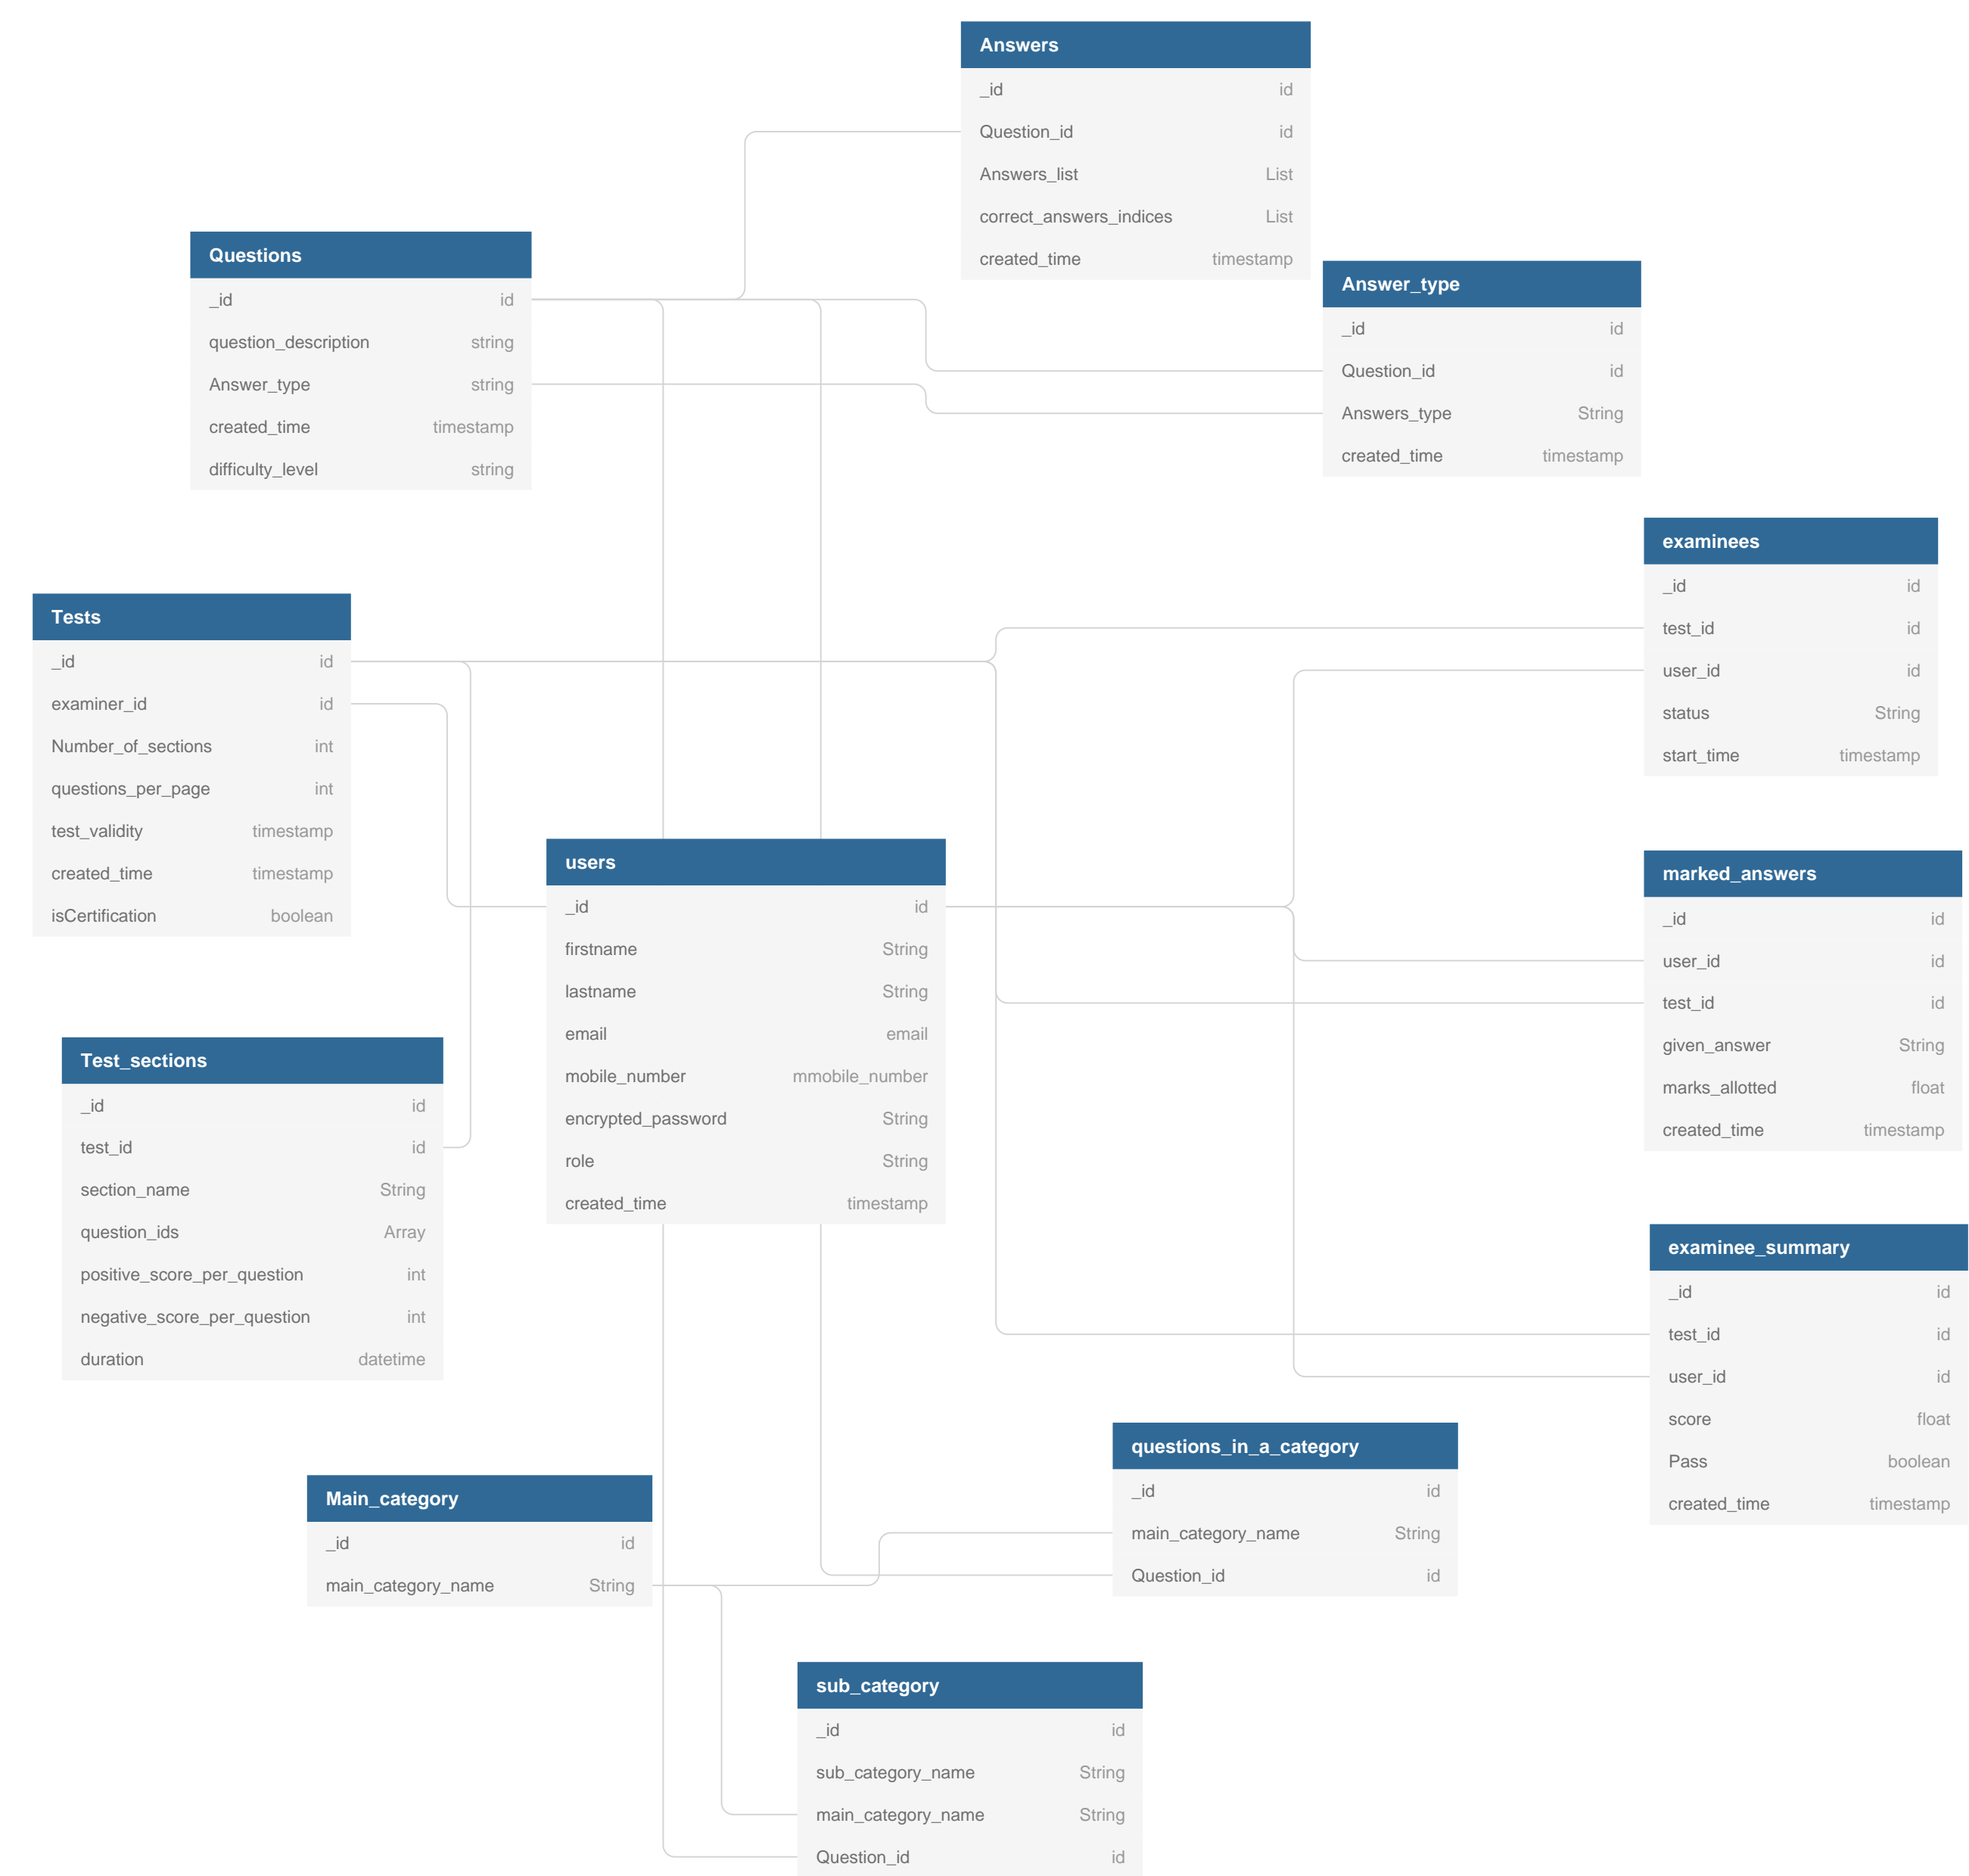 Answers
_id id
Question_id id
Answers_list List
correct_answers_indices List
created_time timestamp
Questions
_id id
question_description string
Answer_type string
created_time timestamp
difficulty_level string
Answer_type
_id id
Question_id id
Answers_type String
created_time timestamp
examinees
_id id
test_id id
user_id id
status String
start_time timestamp
Tests
_id id
examiner_id id
Number_of_sections int
questions_per_page int
test_validity timestamp
created_time timestamp
isCertification boolean
users
_id id
firstname String
lastname String
email email
mobile_number mmobile_number
encrypted_password String
role String
created_time timestamp
marked_answers
_id id
user_id id
test_id id
given_answer String
marks_allotted float
created_time timestamp
Test_sections
_id id
test_id id
section_name String
question_ids Array
positive_score_per_question int
negative_score_per_question int
duration datetime
examinee_summary
_id id
test_id id
user_id id
score float
Pass boolean
created_time timestamp
questions_in_a_category
_id id
main_category_name String
Question_id id
Main_category
_id id
main_category_name String
sub_category
_id id
sub_category_name String
main_category_name String
Question_id id